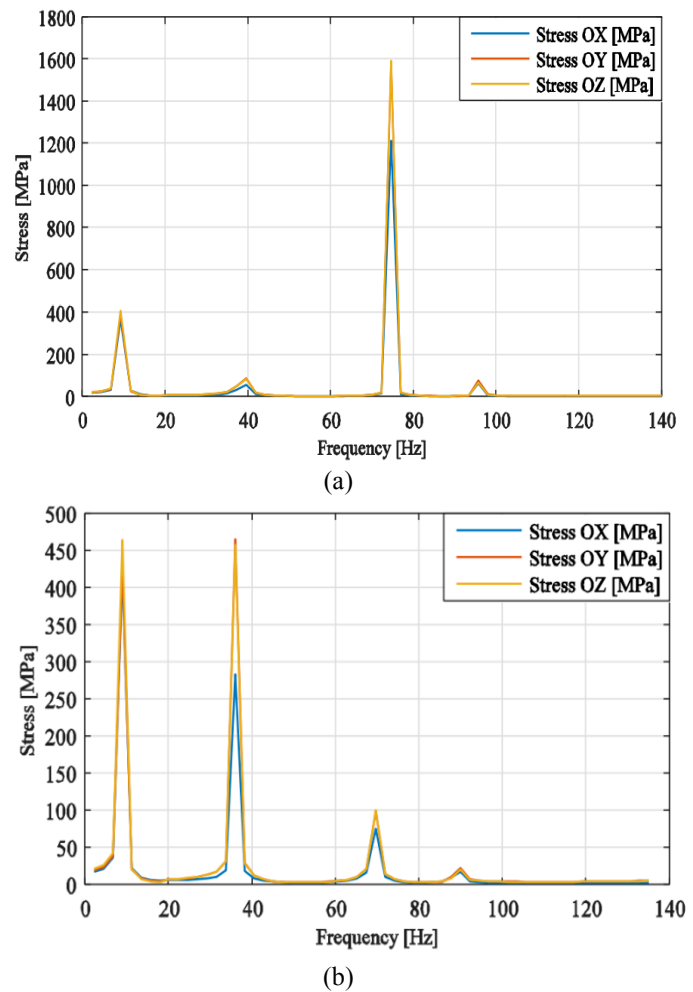 Stress OX [MPa]
Stress OY [MPa]
Stress OZ [MPa]
Stress [MPa]
1800
1600
1400
1200
1000
800
600
400
200
0
0 20 40 60 80 100 120 140
Frequency [Hz]
(a)
Stress OX [MPa]
Stress OY [MPa]
Stress OZ [MPa]
Stress [MPa]
500
450
400
350
300
250
200
150
100
50
0
0 20 40 60 80 100 120 140
Frequency [Hz]
(b)